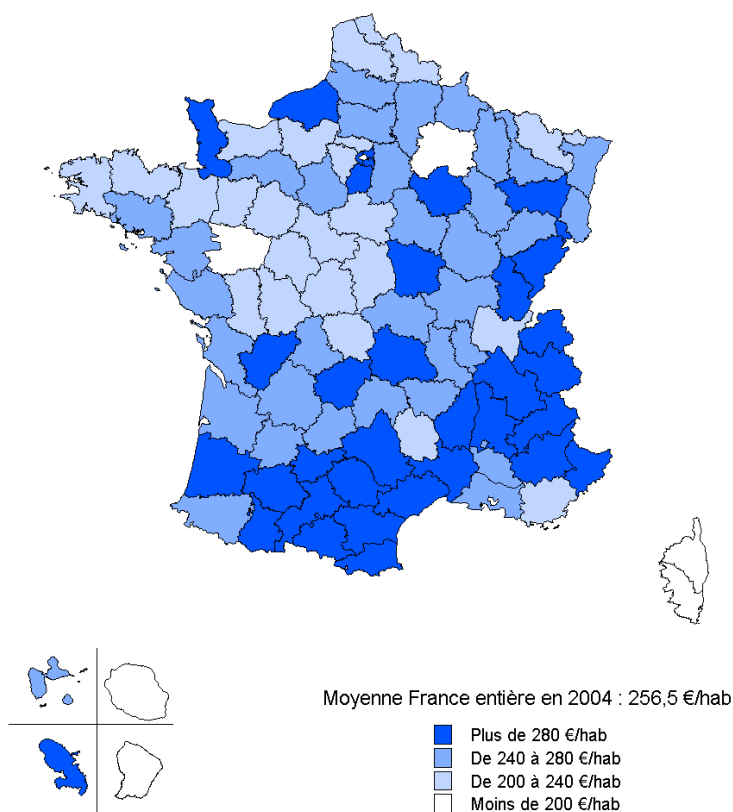 Moyenne France entière en 2004 : 256,5 €/hab
Plus de 280 €/hab
De 240 à 280 €/hab
De 200 à 240 €/hab
Moins de 200 €/hab